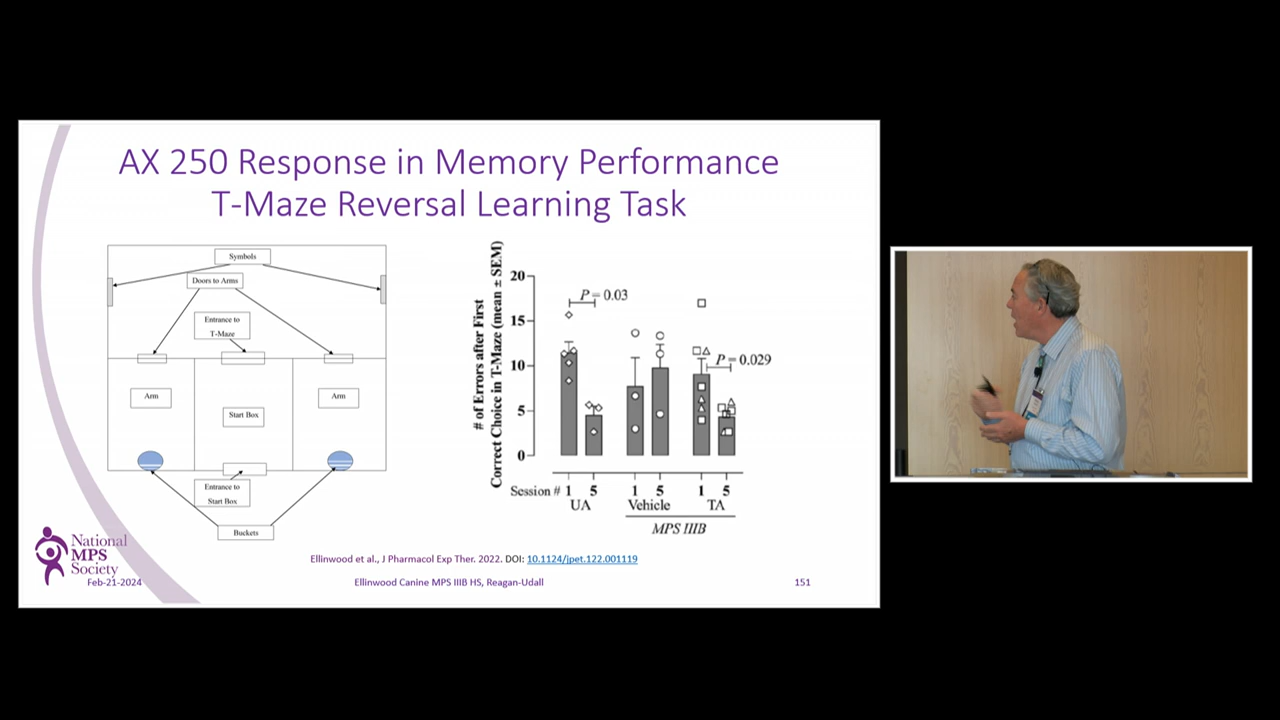 AX 250 Response in Memory Performance
T-Maze Reversal Learning Task
Symbols
Doors to Arms
Entrance to
T-Maze
Arm
Start Box
Arm
Entrance to
Start Box
Buckets
# of Errors after First
Correct Choice in T-Maze (mean ± SEM)
20
15
10
5
0
P = 0.03
P = 0.029
Session # 1 5 1 5 1 5
UA Vehicle TA
MPS IIIB
Ellinwood et al., J Pharmacol Exp Ther. 2022. DOI: 10.1124/jpet.122.001119
National
MPS
Society
Feb-21-2024
Ellinwood Canine MPS IIIB HS, Reagan-Udall
151